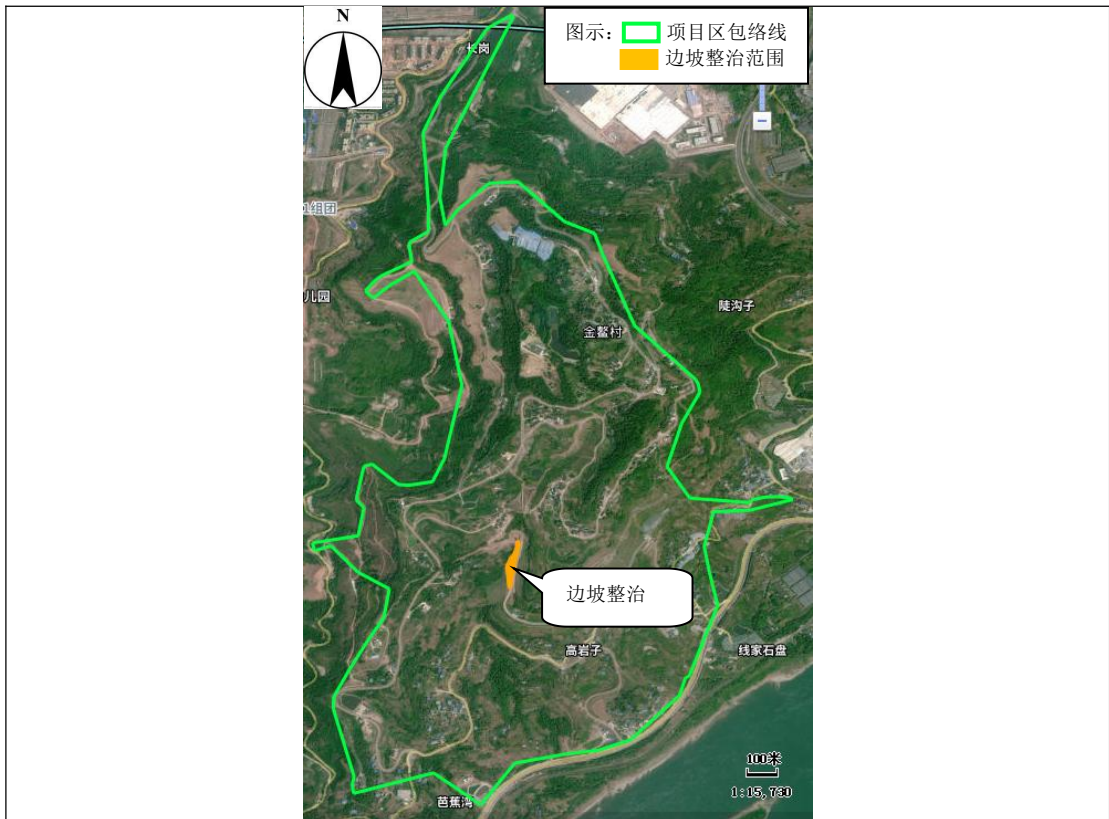 N
图示：项目区包络线
边坡整治范围
长岗
1组团
儿园
陡沟子
金鳌村
边坡整治
高岩子
线家石盘
100米
1:15,730
芭蕉湾